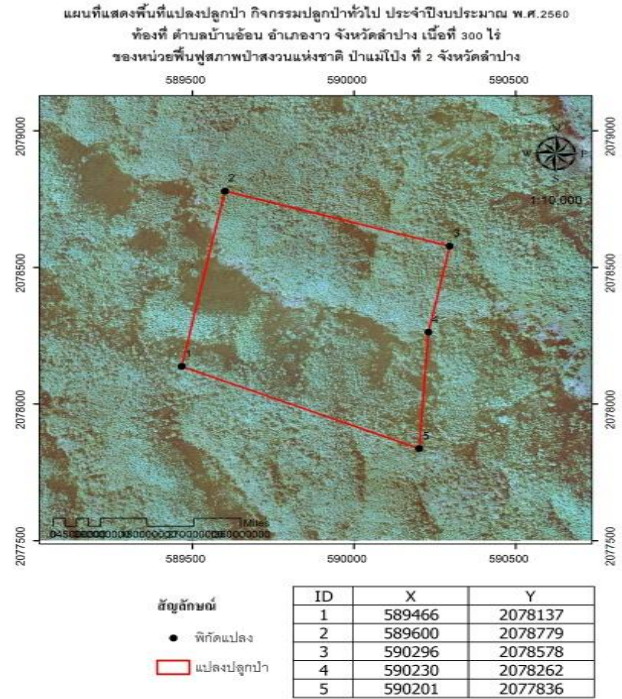 แผนที่แสดงพื้นที่แปลงปลูกป่า กิจกรรมปลูกป่าทั่วไป ประจำปีงบประมาณ พ.ศ.2560
ท้องที่ ตำบลบ้านอ้อน อำเภองาว จังหวัดลำปาง เนื้อที่ 300 ไร่
ของหน่วยฟื้นฟูสภาพป่าสงวนแห่งชาติ ป่าแม่โป่ง ที่ 2 จังหวัดลำปาง
589500 590000 590500
2079000 2079000
2
W E
S
1:10,000
3
2078500 2078500
4
1
2078000 2078000
5
Miles
2077500 2077500
589500 590000 590500
สัญลักษณ์
พิกัดแปลง
แปลงปลูกป่า
ID X Y
1 589466 2078137
2 589600 2078779
3 590296 2078578
4 590230 2078262
5 590201 2077836